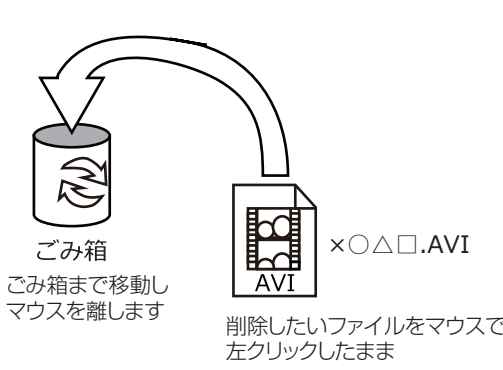 ごみ箱
ごみ箱まで移動し
マウスを離します
AVI
×○△□.AVI
削除したいファイルをマウスで
左クリックしたまま